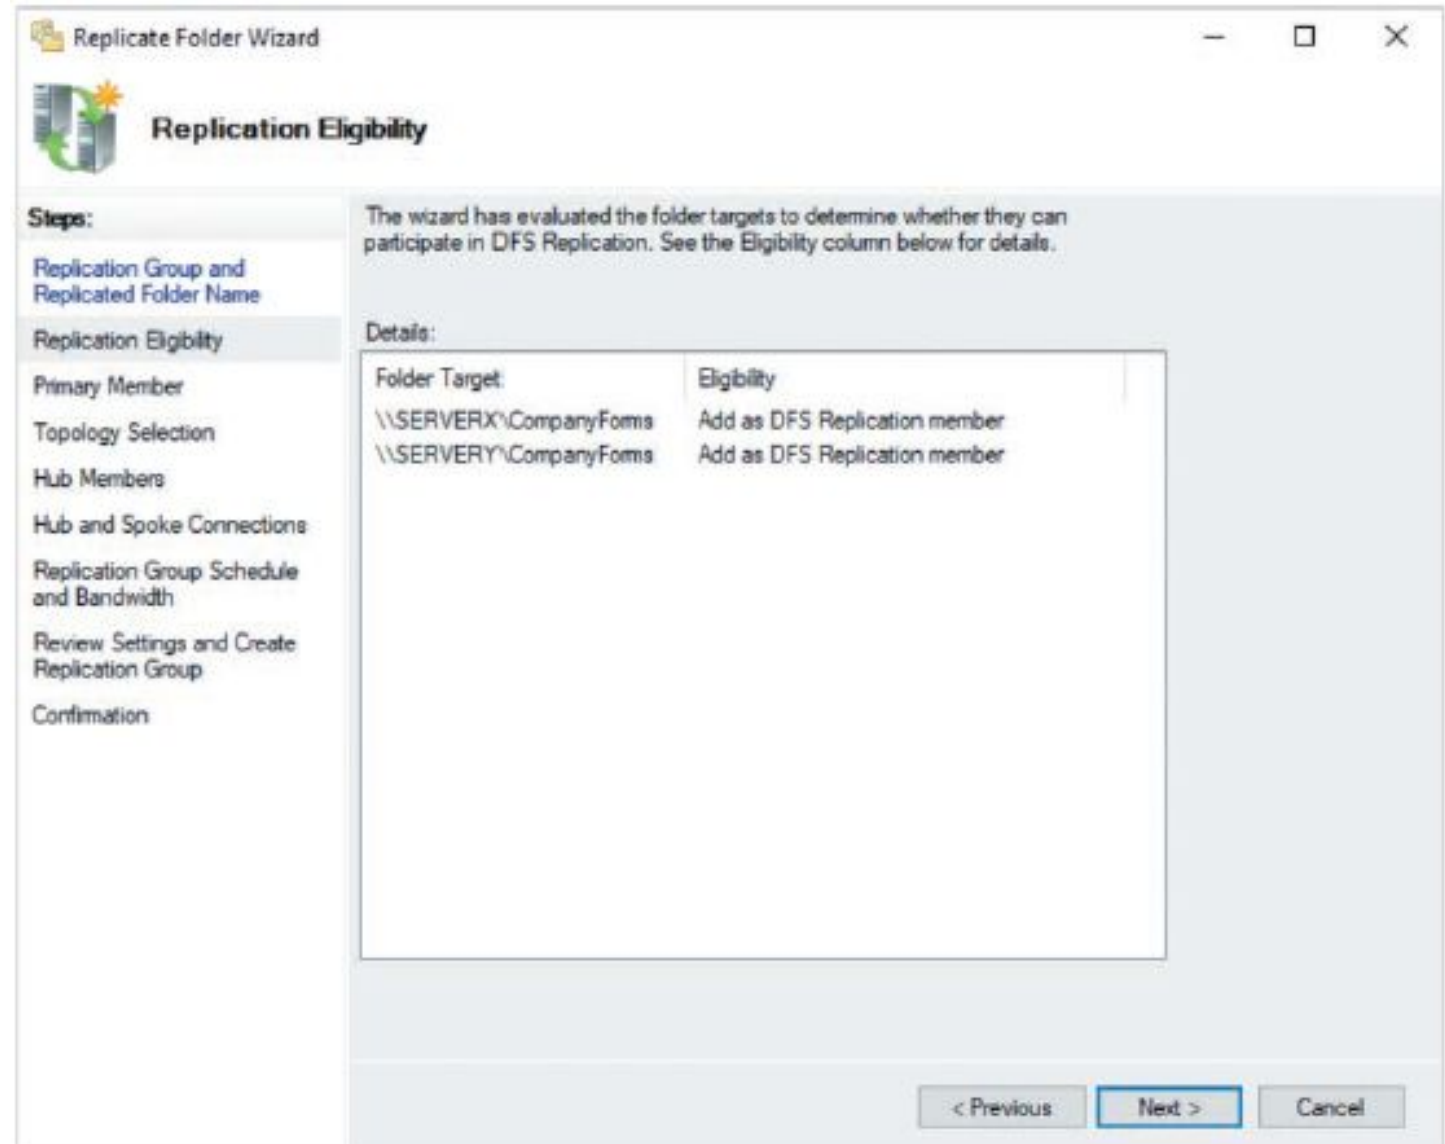 Replicate Folder Wizard
Replication Eligibility
Steps:
Replication Group and
Replicated Folder Name
Replication Eligibility
Primary Member
Topology Selection
Hub Members
Hub and Spoke Connections
Replication Group Schedule
and Bandwidth
Review Settings and Create
Replication Group
Confirmation
The wizard has evaluated the folder targets to determine whether they can
participate in DFS Replication. See the Eligibility column below for details.
Details:
Folder Target: Eligibility
\\SERVERX\CompanyForms Add as DFS Replication member
\\SERVERY\CompanyForms Add as DFS Replication member
< Previous Next > Cancel